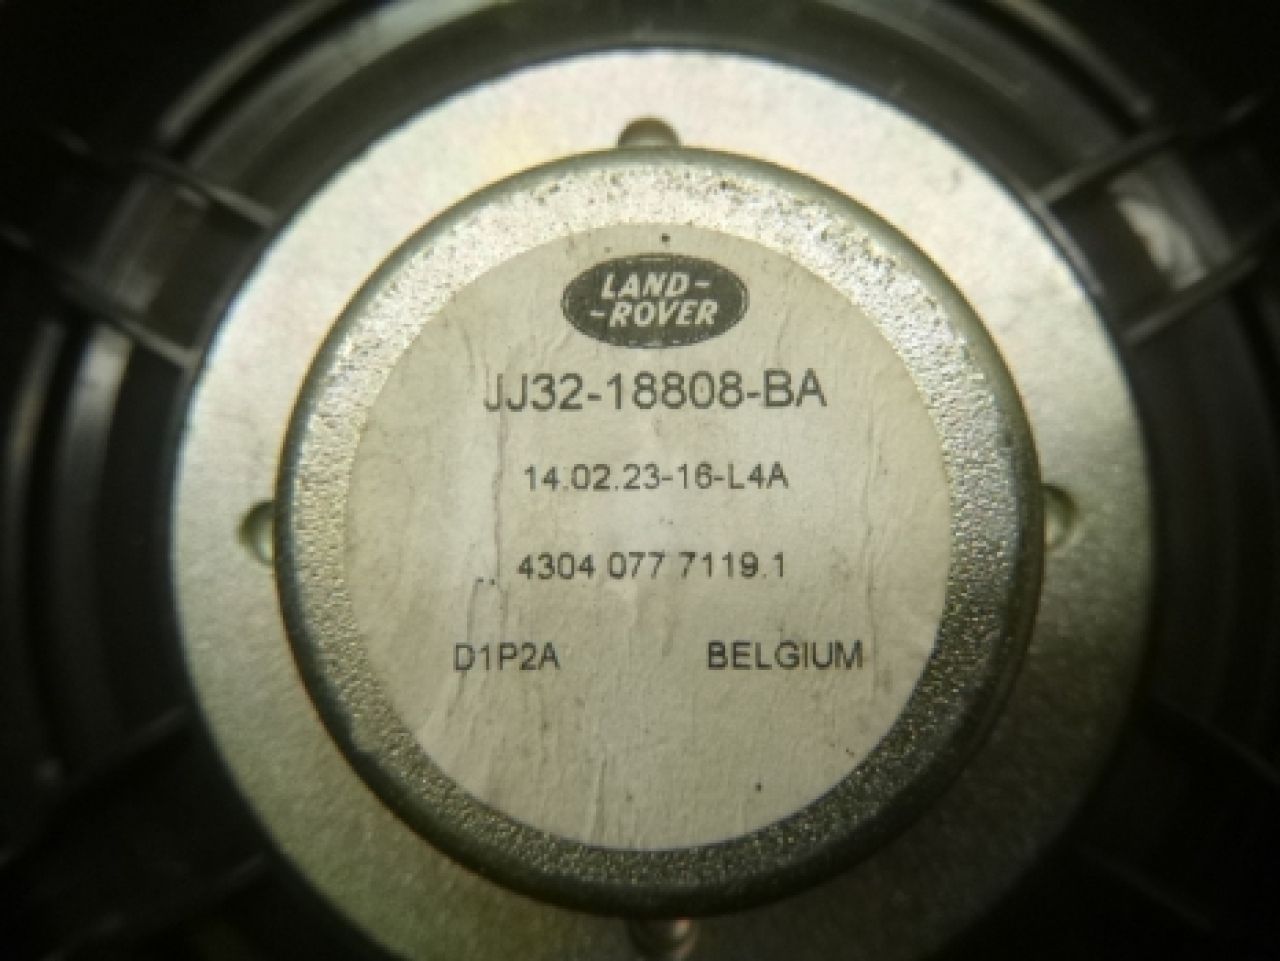 LAND-
-ROVER
JJ32-18808-BA
14.02.23-16-L4A
4304 077 7119.1
D1P2A BELGIUM